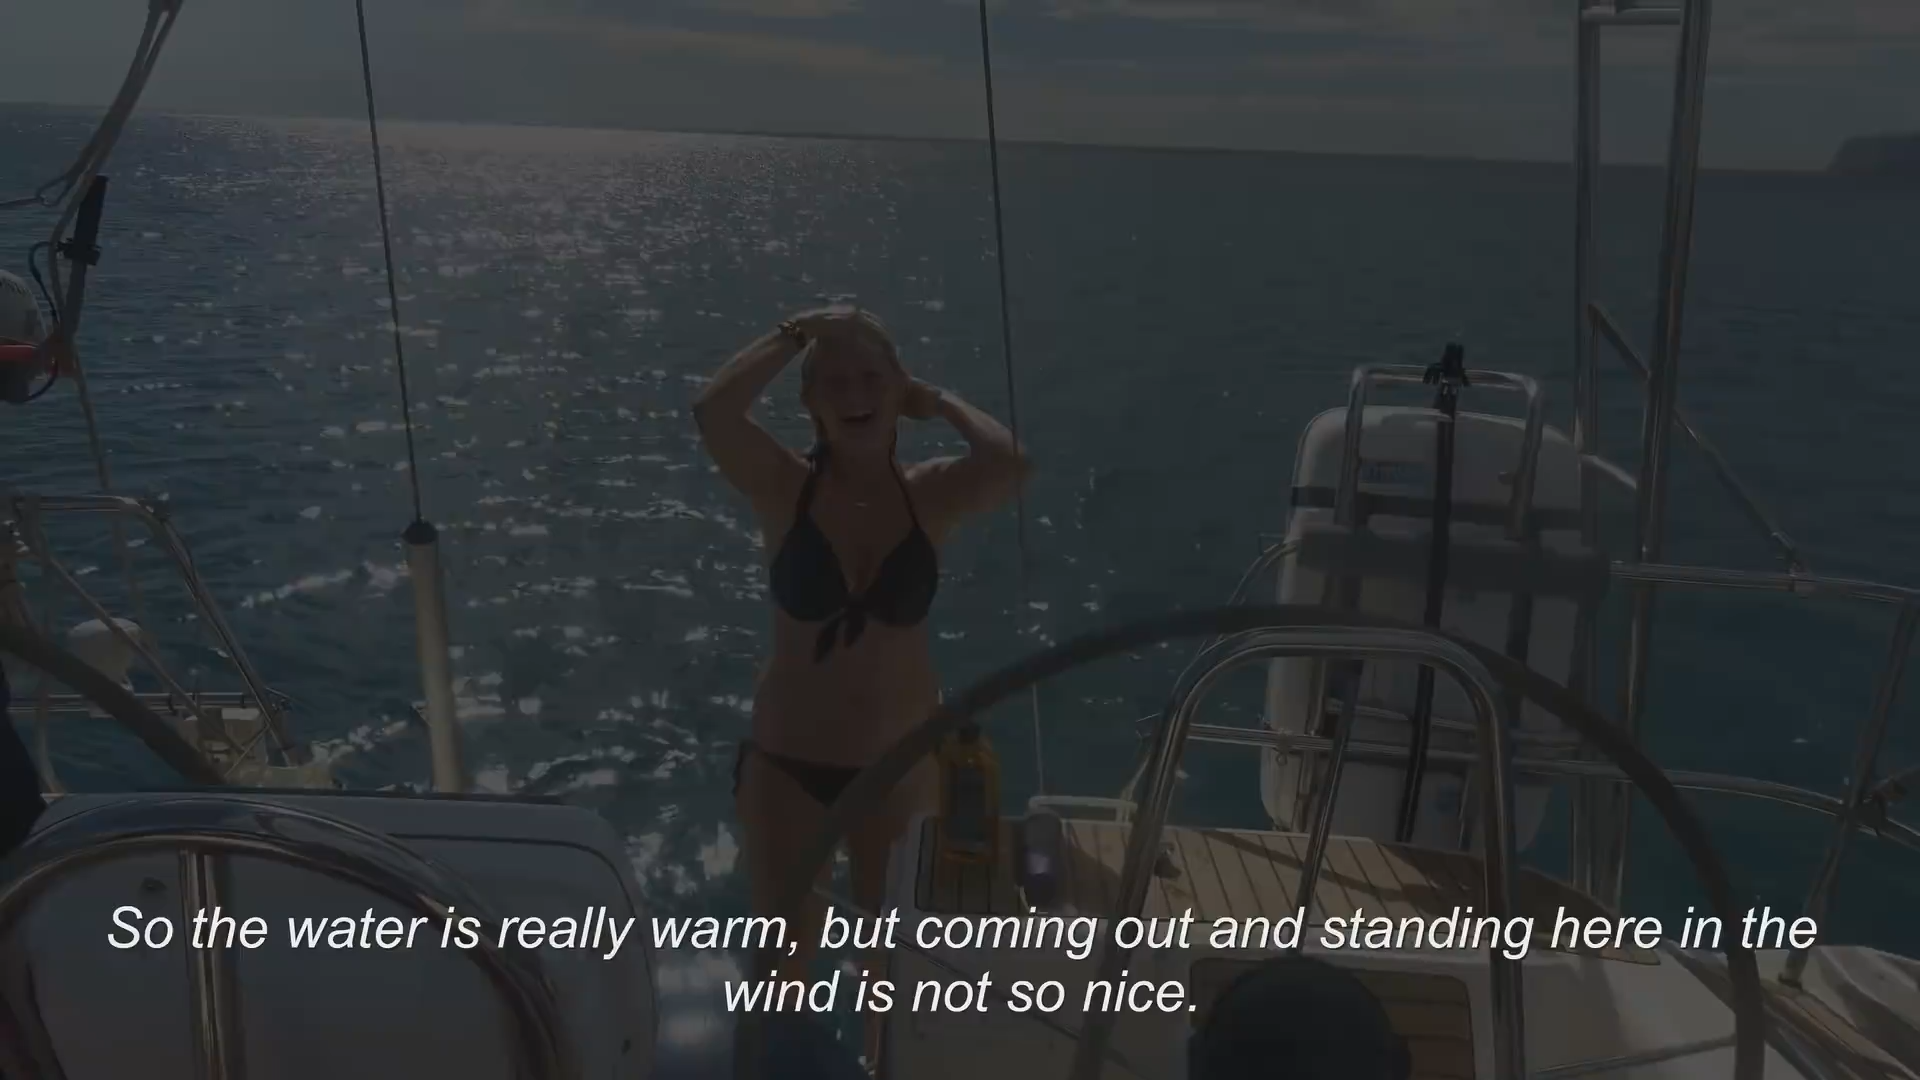 So the water is really warm, but coming out and standing here in the
wind is not so nice.